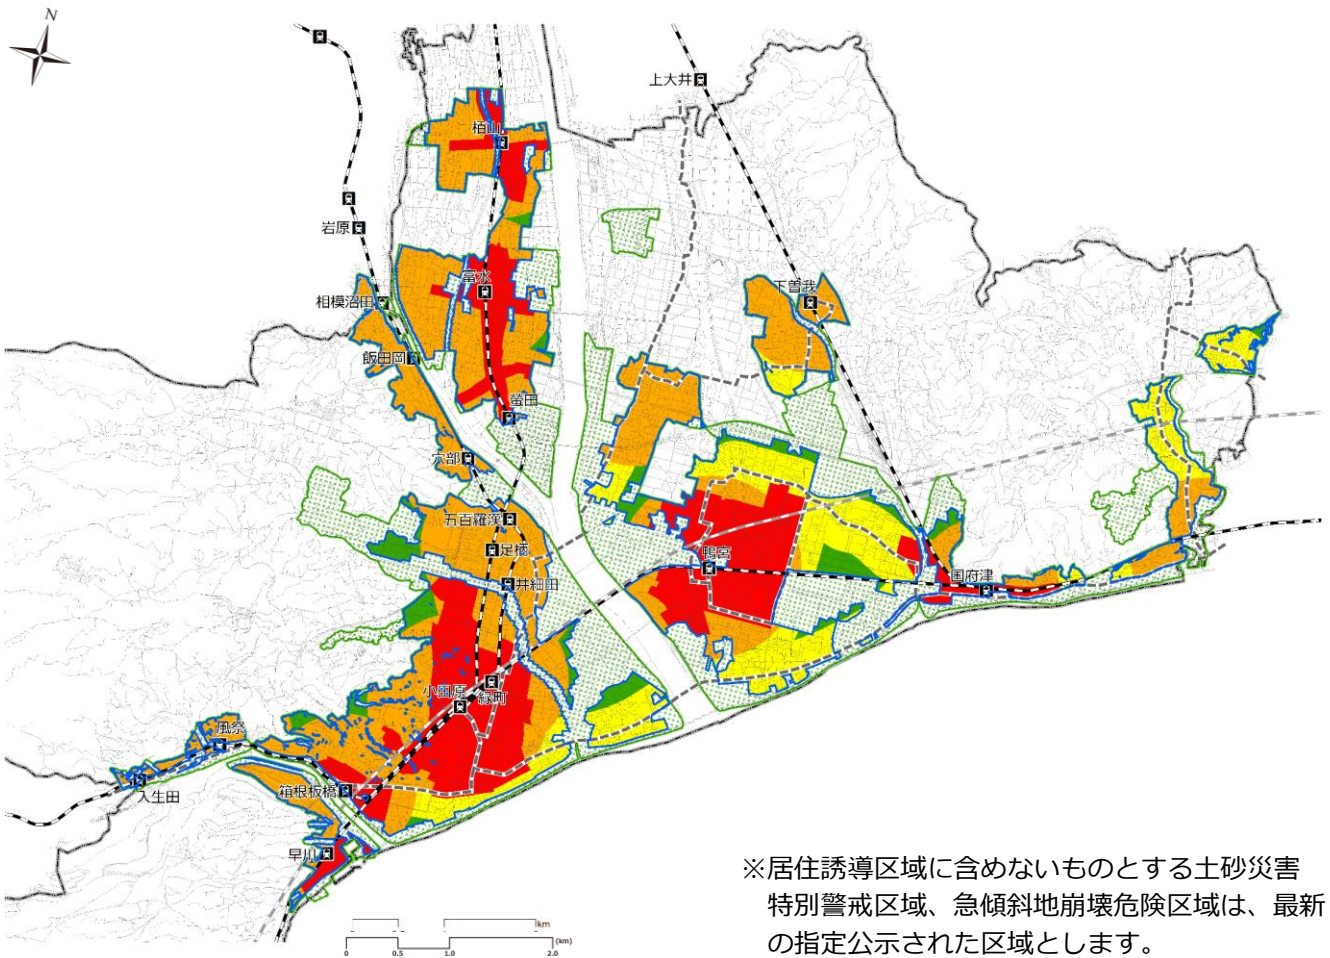 N
上大井
栢山
岩原
富水
下曽我
相模沼田
飯田岡
螢田
穴部
五百羅漢
足柄
鴨宮
井細田
国府津
小田原
緑町
風祭
入生田
箱根板橋
早川
※居住誘導区域に含めないものとする土砂災害
特別警戒区域、急傾斜地崩壊危険区域は、最新
の指定公示された区域とします。
km
(km)
0 0.5 1.0 2.0